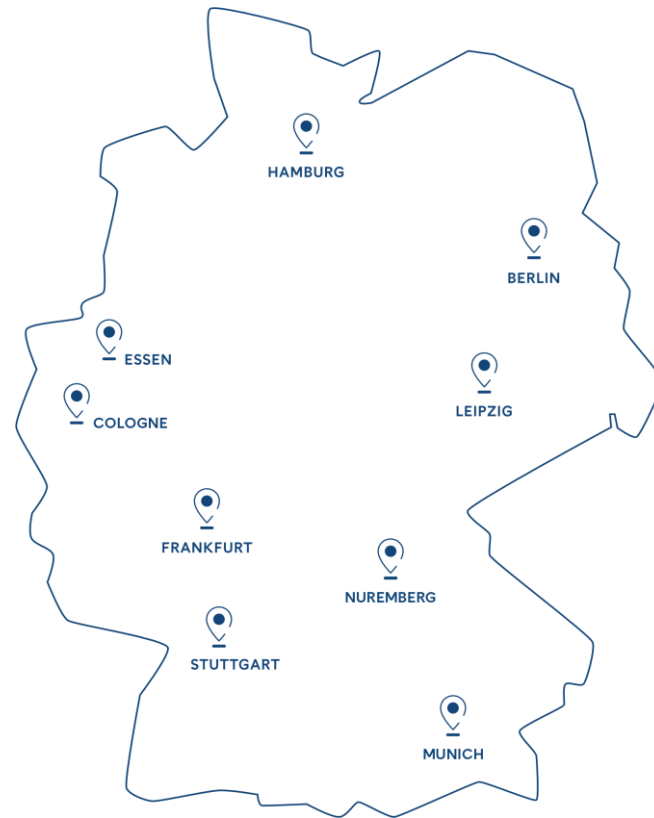 HAMBURG
BERLIN
ESSEN
LEIPZIG
COLOGNE
FRANKFURT
NUREMBERG
STUTTGART
MUNICH